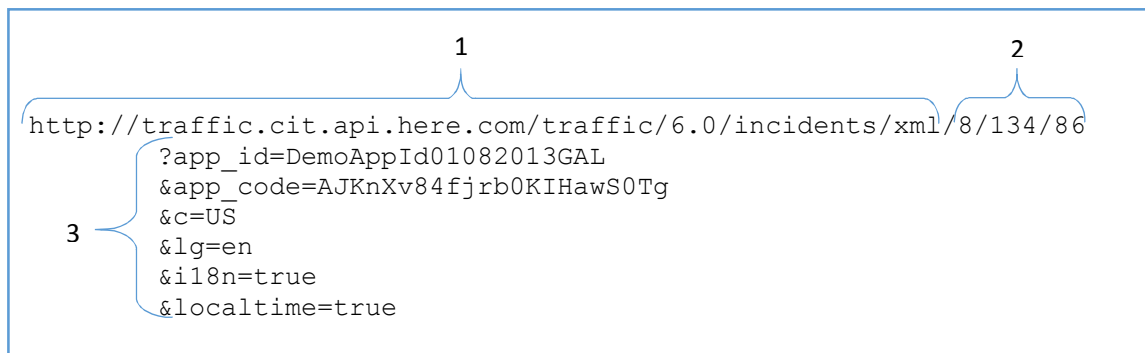 1 2
http://traffic.cit.api.here.com/traffic/6.0/incidents/xml/8/134/86
?app_id=DemoAppId01082013GAL
&app_code=AJKnXv84fjrb0KIHawS0Tg
&c=US
3
&lg=en
&i18n=true
&localtime=true